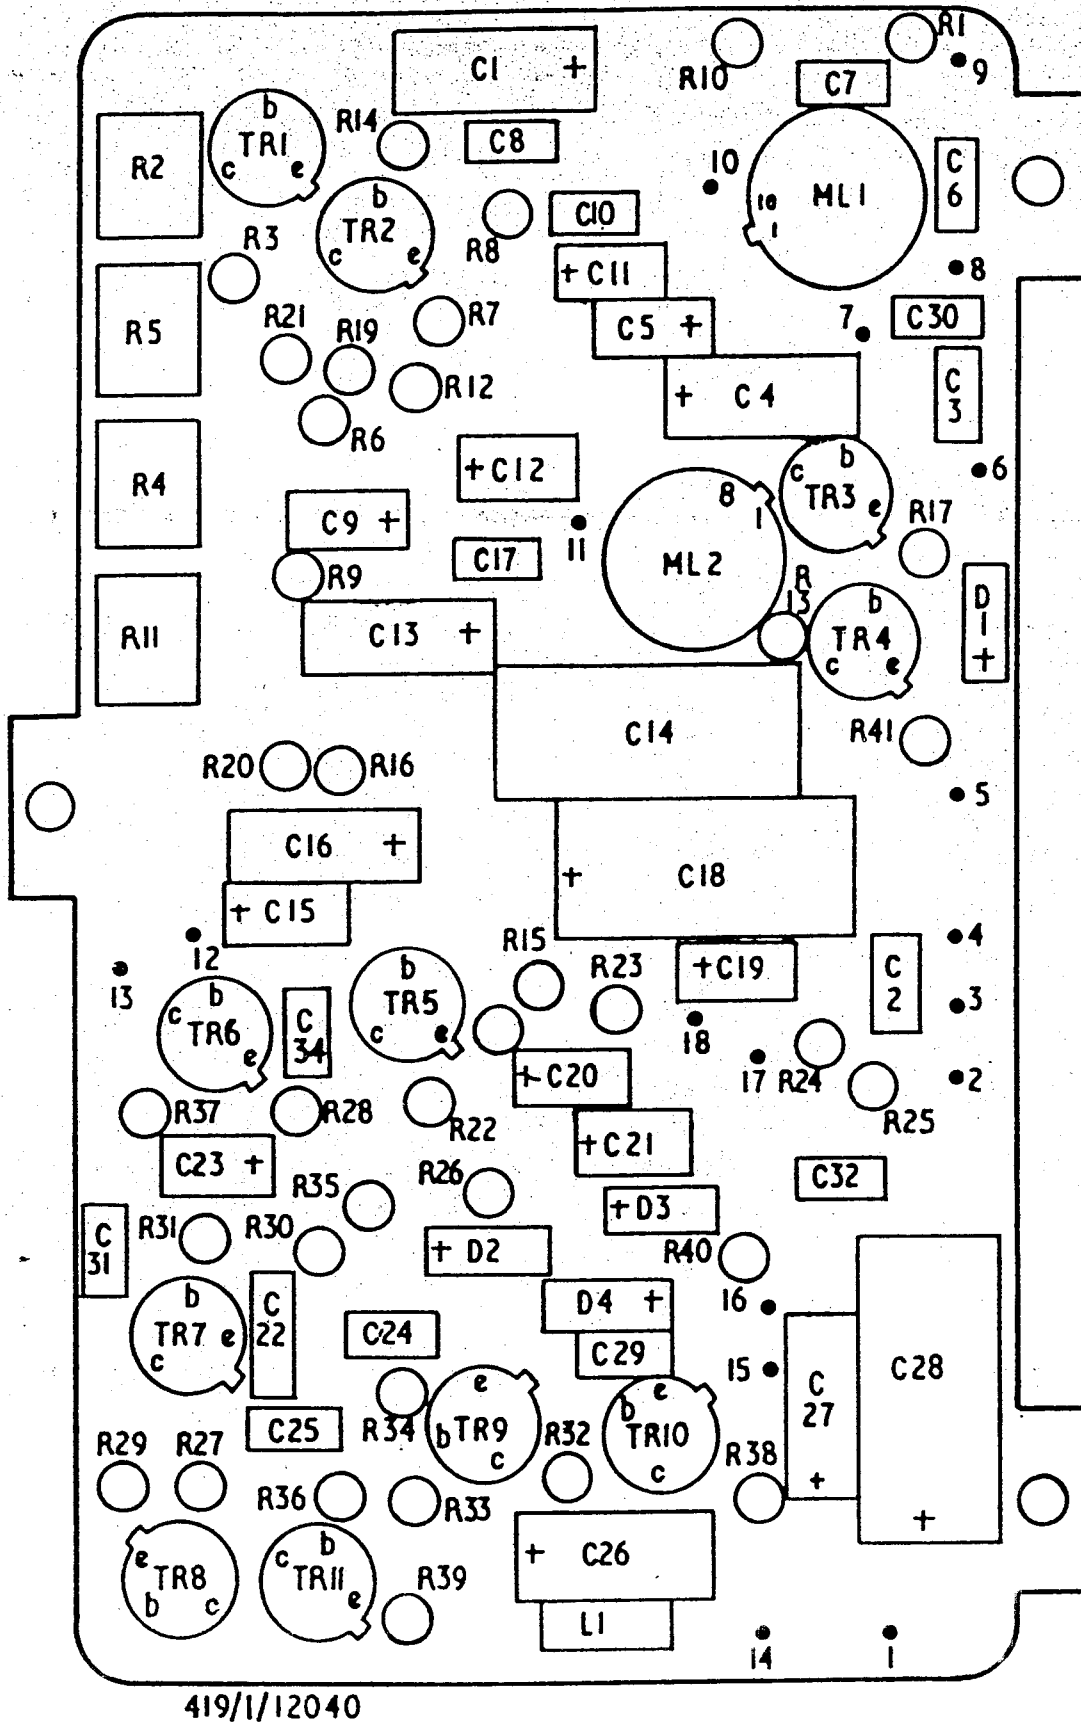 R1
C1 +
R10
9
C7
b
R14
TR1
C8
R2
c e
10
C
6
ML1
10
1
b
TR2
c e
R8
C10
R3
+ C11
8
R21
R19
R7
C5 +
7
C30
R5
R12
+ C4
C
3
R6
b
c
TR3
e
6
R4
+ C12
8
1
R17
C9 +
11
ML2
C17
R9
R
13
D
1
+
R11
C13 +
b
TR4
c e
C14
R41
R20
R16
5
C16 +
+ C18
+ C15
12
R15
4
13
b
c
TR6
e
b
TR5
c e
R23
+ C19
C
2
3
C
34
18
17
R24
2
+ C20
R37
R28
R22
R25
C23 +
+ C21
R35
R26
C32
+ D3
R31
R30
C
31
+ D2
R40
D4 +
16
b
TR7
e
c
C
22
C24
C29
15
C
27
+
C28
+
e
b
TR9
c
e
b
TR10
c
R34
C25
R29
R27
R32
R38
R36
R33
e
TR8
b c
b
c
TR11
e
+ C26
R39
L1
14
1
419/1/12040